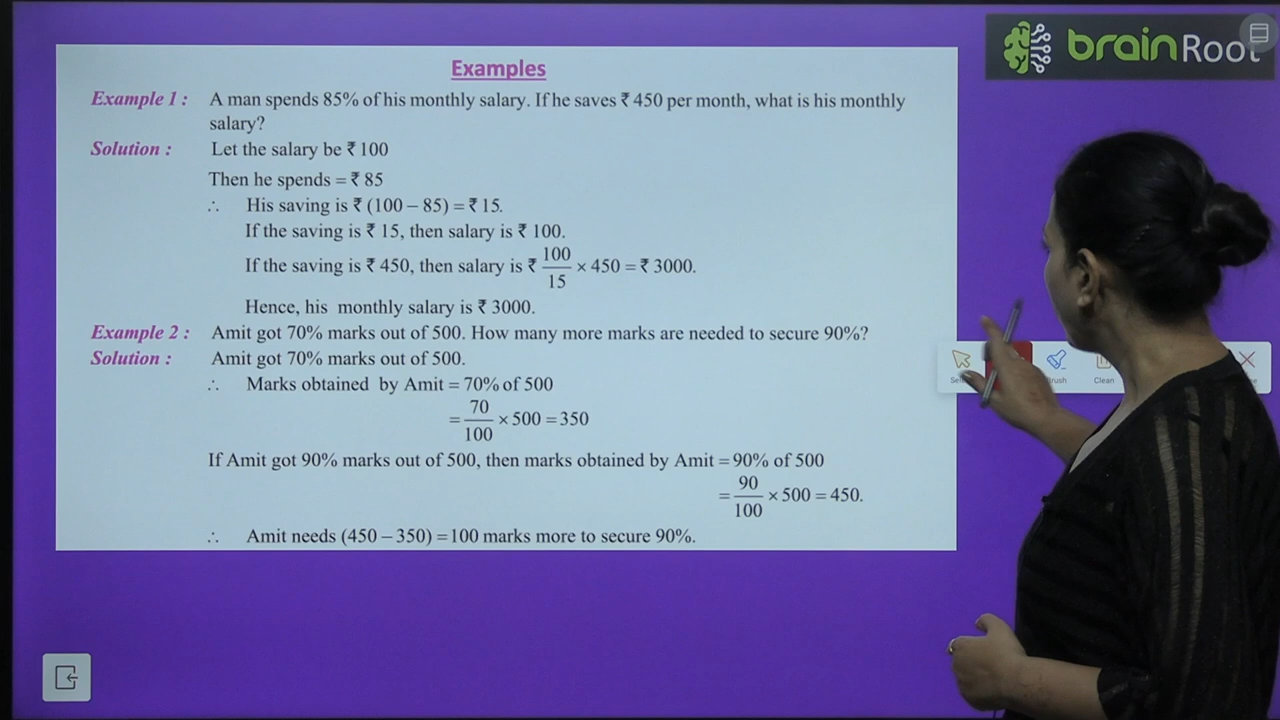 brainRoot
Examples
Example 1 : A man spends 85% of his monthly salary. If he saves ₹ 450 per month, what is his monthly
salary?
Solution : Let the salary be ₹ 100
Then he spends = ₹ 85
∴ His saving is ₹ (100 – 85) = ₹ 15.
If the saving is ₹ 15, then salary is ₹ 100.
If the saving is ₹ 450, then salary is ₹ 100/15 × 450 = ₹ 3000.
Hence, his monthly salary is ₹ 3000.
Example 2 : Amit got 70% marks out of 500. How many more marks are needed to secure 90%?
Solution : Amit got 70% marks out of 500.
∴ Marks obtained by Amit = 70% of 500
= 70/100 × 500 = 350
If Amit got 90% marks out of 500, then marks obtained by Amit = 90% of 500
= 90/100 × 500 = 450.
∴ Amit needs (450 – 350) = 100 marks more to secure 90%.
Clean